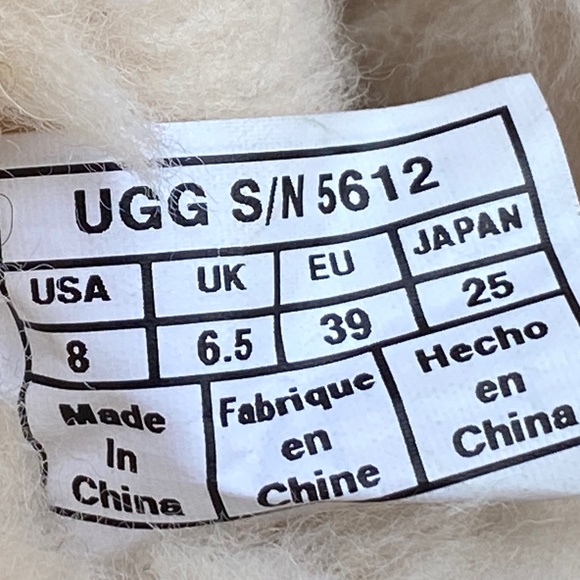 UGG S/N 5612
USA UK EU JAPAN
8 6.5 39 25
Made Fabrique Hecho
In en en
China Chine China